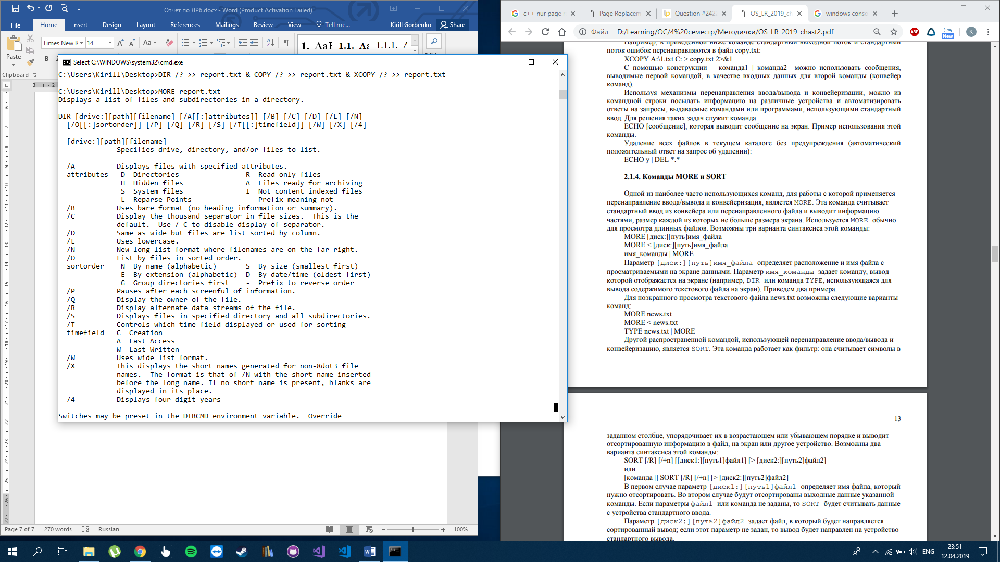 Отчет по ЛР6.docx - Word (Product Activation Failed)
File Home Insert Design Layout References Mailings Review View Tell me... Kirill Gorbenko Share
Times New R 14 Aa
Paste
B
1. 1.1. 1.1.1.
Clipboard
3
Select C:\WINDOWS\system32\cmd.exe
C:\Users\Kirill\Desktop>DIR /? >> report.txt & COPY /? >> report.txt & XCOPY /? >> report.txt
C:\Users\Kirill\Desktop>MORE report.txt
Displays a list of files and subdirectories in a directory.
DIR [drive:][path][filename] [/A[[:]attributes]] [/B] [/C] [/D] [/L] [/N]
[/O[[:]sortorder]] [/P] [/Q] [/R] [/S] [/T[[:]timefield]] [/W] [/X] [/4]
[drive:][path][filename]
Specifies drive, directory, and/or files to list.
/A Displays files with specified attributes.
attributes D Directories R Read-only files
H Hidden files A Files ready for archiving
S System files I Not content indexed files
L Reparse Points - Prefix meaning not
/B Uses bare format (no heading information or summary).
/C Display the thousand separator in file sizes. This is the
default. Use /-C to disable display of separator.
/D Same as wide but files are list sorted by column.
/L Uses lowercase.
/N New long list format where filenames are on the far right.
/O List by files in sorted order.
sortorder N By name (alphabetic) S By size (smallest first)
E By extension (alphabetic) D By date/time (oldest first)
G Group directories first - Prefix to reverse order
/P Pauses after each screenful of information.
/Q Display the owner of the file.
/R Display alternate data streams of the file.
/S Displays files in specified directory and all subdirectories.
/T Controls which time field displayed or used for sorting
timefield C Creation
A Last Access
W Last Written
/W Uses wide list format.
/X This displays the short names generated for non-8dot3 file
names. The format is that of /N with the short name inserted
before the long name. If no short name is present, blanks are
displayed in its place.
/4 Displays four-digit years
Switches may be preset in the DIRCMD environment variable. Override
Page 7 of 7 270 words Russian 100%
c++ nur page r Page Replacem Question #242 OS_LR_2019_ch windows cons
Файл D:/Learning/ОС/4%20семестр/Методички/OS_LR_2019_chast2.pdf ABP New K
Например, в приведенной ниже команде стандартный выходной поток и стандартный
поток ошибок перенаправляются в файл copy.txt:
XCOPY A:\1.txt C: > copy.txt 2>&1
С помощью конструкции команда1 | команда2 можно использовать сообщения,
выводимые первой командой, в качестве входных данных для второй команды (конвейер
команд).
Используя механизмы перенаправления ввода/вывода и конвейеризации, можно из
командной строки посылать информацию на различные устройства и автоматизировать
ответы на запросы, выдаваемые командами или программами, использующими стандартный
ввод. Для решения таких задач служит команда
ECHO [сообщение], которая выводит сообщение на экран. Пример использования этой
команды.
Удаление всех файлов в текущем каталоге без предупреждения (автоматический
положительный ответ на запрос об удалении):
ECHO y | DEL *.*
2.1.4. Команды MORE и SORT
Одной из наиболее часто использующихся команд, для работы с которой применяется
перенаправление ввода/вывода и конвейеризация, является MORE. Эта команда считывает
стандартный ввод из конвейера или перенаправленного файла и выводит информацию
частями, размер каждой из которых не больше размера экрана. Используется MORE обычно
для просмотра длинных файлов. Возможны три варианта синтаксиса этой команды:
MORE [диск:][путь]имя_файла
MORE < [диск:][путь]имя_файла
имя_команды | MORE
Параметр [диск:][путь]имя_файла определяет расположение и имя файла с
просматриваемыми на экране данными. Параметр имя_команды задает команду, вывод
которой отображается на экране (например, DIR или команда TYPE, использующаяся для
вывода содержимого текстового файла на экран). Приведем два примера.
Для поэкранного просмотра текстового файла news.txt возможны следующие варианты
команд:
MORE news.txt
MORE < news.txt
TYPE news.txt | MORE
Другой распространенной командой, использующей перенаправление ввода/вывода и
конвейеризацию, является SORT. Эта команда работает как фильтр: она считывает символы в
13
заданном столбце, упорядочивает их в возрастающем или убывающем порядке и выводит
отсортированную информацию в файл, на экран или другое устройство. Возможны два
варианта синтаксиса этой команды:
SORT [/R] [/+n] [[диск1:][путь1]файл1] [> [диск2:][путь2]файл2]
или
[команда |] SORT [/R] [/+n] [> [диск2:][путь2]файл2]
В первом случае параметр [диск1:][путь1]файл1 определяет имя файла, который
нужно отсортировать. Во втором случае будут отсортированы выходные данные указанной
команды. Если параметры файл1 или команда не заданы, то SORT будет считывать данные
с устройства стандартного ввода.
Параметр [диск2:][путь2]файл2 задает файл, в который будет направляется
сортированный вывод; если этот параметр не задан, то вывод будет направлен на устройство
стандартного вывода.
ENG 23:51
12.04.2019